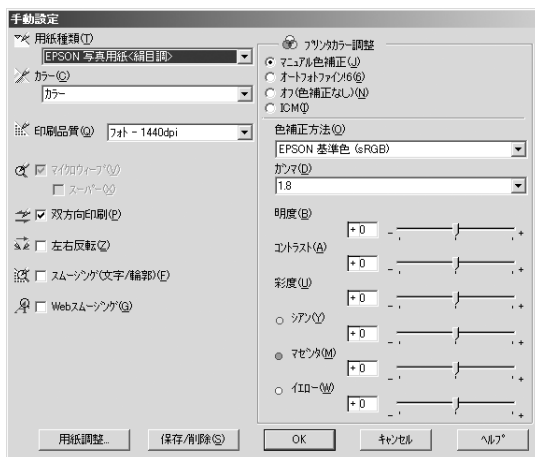 手動設定
用紙種類(T)
EPSON 写真用紙<絹目調>
カラー(C)
カラー
印刷品質(Q)
フォト - 1440dpi
マイクロウィーブ(V)
スーパー(X)
双方向印刷(P)
左右反転(Z)
スムージング(文字/輪郭)(F)
Webスムージング(G)
プリンタカラー調整
マニュアル色補正(J)
オートフォトファイン!6(6)
オフ(色補正なし)(N)
ICM(I)
色補正方法(O)
EPSON 基準色 (sRGB)
ガンマ(D)
1.8
明度(B)
+ 0
- +
コントラスト(A)
+ 0
- +
彩度(U)
+ 0
- +
シアン(Y)
+ 0
- +
マゼンタ(M)
+ 0
- +
イエロー(W)
+ 0
- +
用紙調整...
保存/削除(S)
OK
キャンセル
ヘルプ